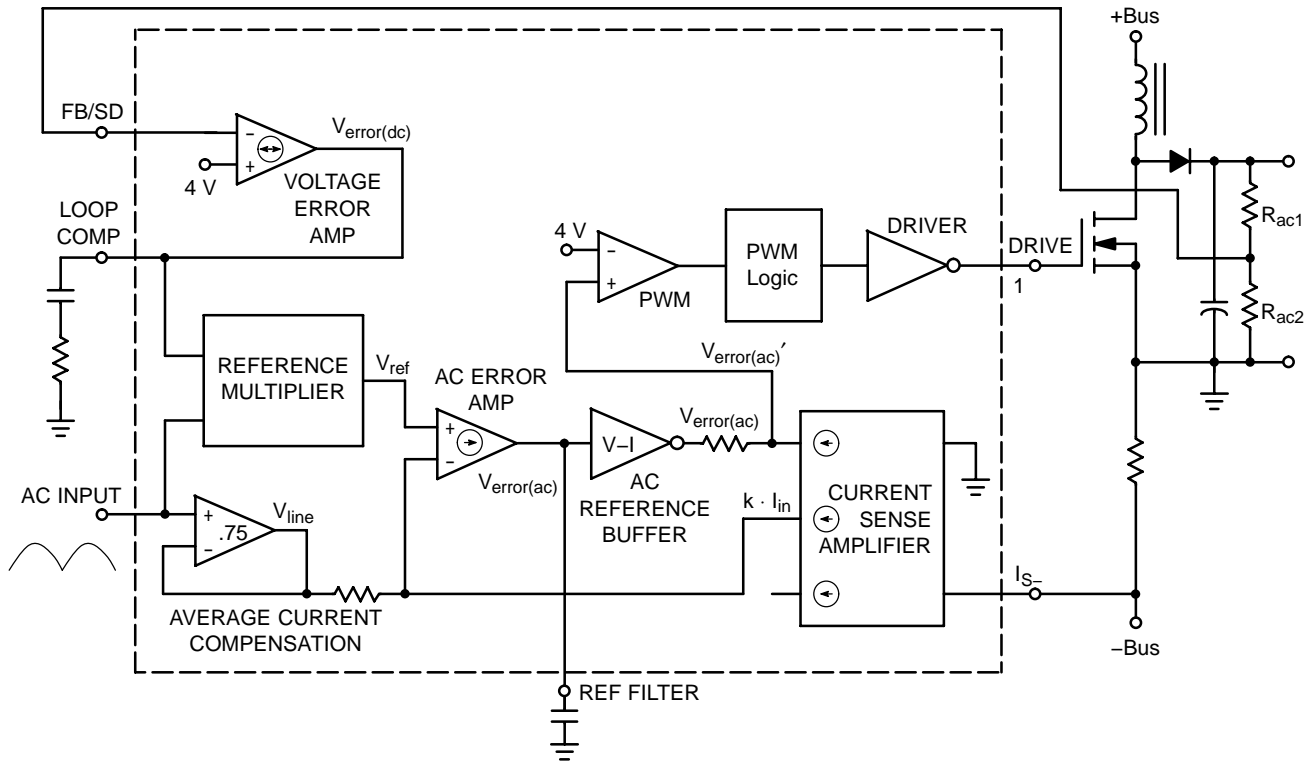 +Bus
FB/SD
-
+
4 V
V_error(dc)
VOLTAGE
ERROR
AMP
LOOP
COMP
4 V
-
+
PWM
PWM
Logic
DRIVER
DRIVE
1
R_ac1
R_ac2
REFERENCE
MULTIPLIER
V_ref
AC ERROR
AMP
+
-
V_error(ac)
V_error(ac)′
V–I
V_error(ac)
AC
REFERENCE
BUFFER
k · I_in
CURRENT
SENSE
AMPLIFIER
AC INPUT
+
-
.75
V_line
AVERAGE CURRENT
COMPENSATION
I_S–
–Bus
REF FILTER